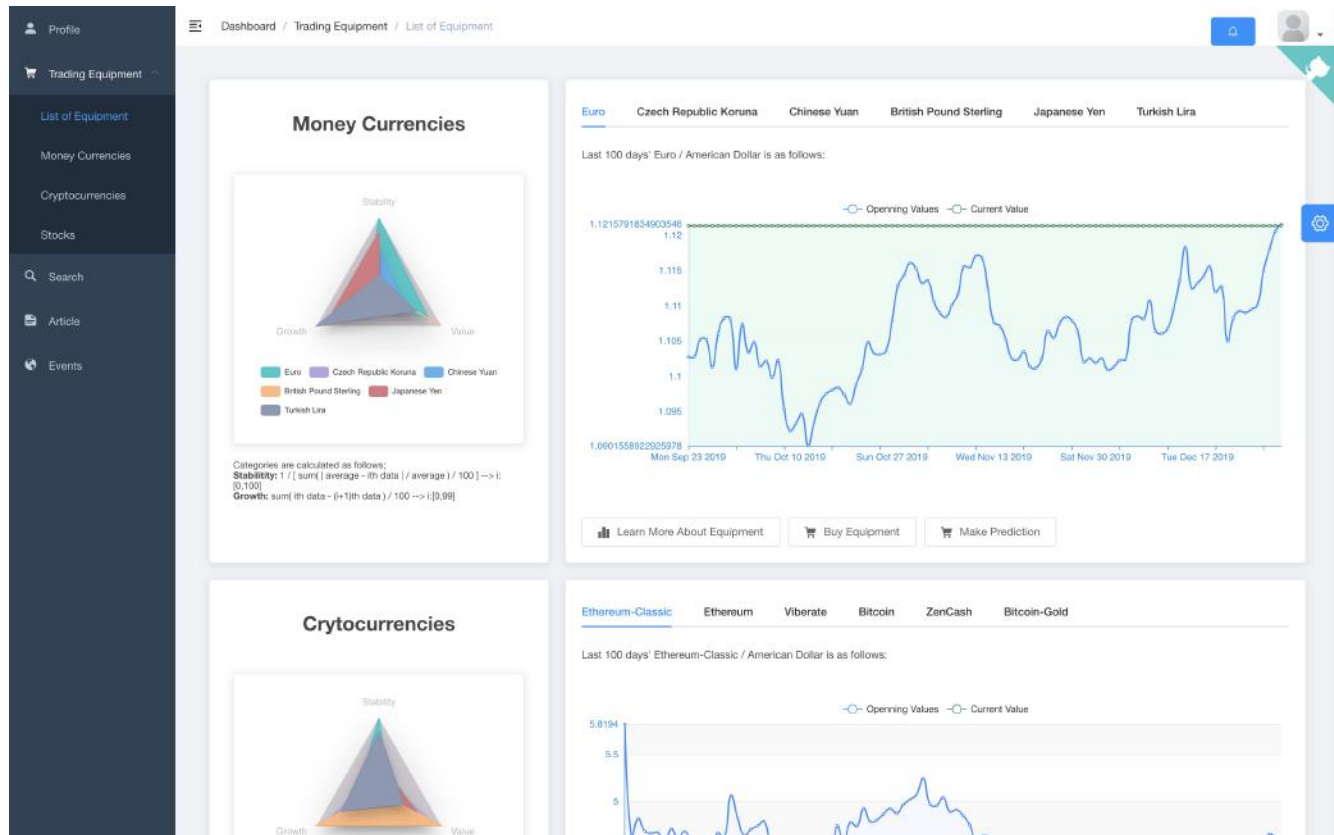 Profile
Trading Equipment
List of Equipment
Money Currencies
Cryptocurrencies
Stocks
Search
Article
Events
Dashboard / Trading Equipment / List of Equipment
Money Currencies
Stability
Growth
Value
Euro Czech Republic Koruna Chinese Yuan
British Pound Sterling Japanese Yen
Turkish Lira
Categories are calculated as follows;
Stabilitity: 1 / [ sum( | average - ith data | / average ) / 100 ] --> i:
[0,100]
Growth: sum( ith data - (i+1)th data ) / 100 --> i:[0,99]
Euro Czech Republic Koruna Chinese Yuan British Pound Sterling Japanese Yen Turkish Lira
Last 100 days' Euro / American Dollar is as follows:
Openning Values Current Value
1.1215791634903546
1.12
1.115
1.11
1.105
1.1
1.095
1.0901558922925978
Mon Sep 23 2019 Thu Oct 10 2019 Sun Oct 27 2019 Wed Nov 13 2019 Sat Nov 30 2019 Tue Dec 17 2019
Learn More About Equipment Buy Equipment Make Prediction
Crytocurrencies
Stability
Growth
Value
Ethereum-Classic Ethereum Viberate Bitcoin ZenCash Bitcoin-Gold
Last 100 days' Ethereum-Classic / American Dollar is as follows:
Openning Values Current Value
5.8194
5.5
5